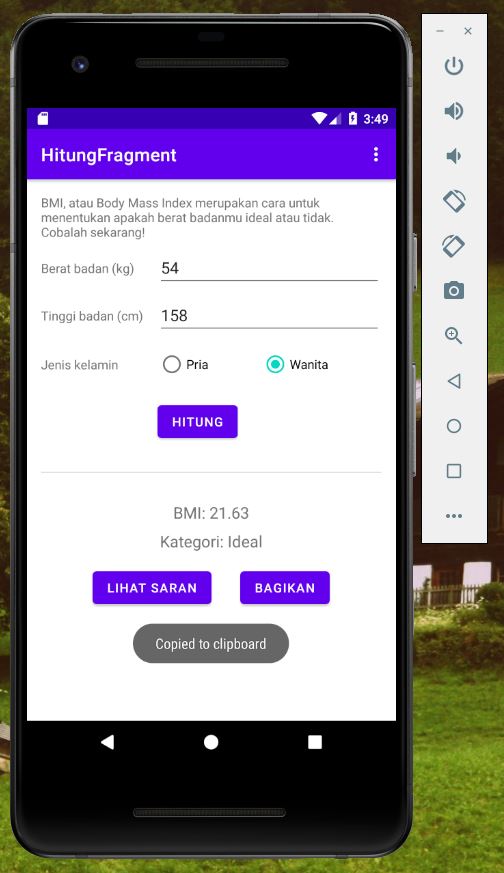 3:49
HitungFragment
BMI, atau Body Mass Index merupakan cara untuk
menentukan apakah berat badanmu ideal atau tidak.
Cobalah sekarang!
Berat badan (kg) 54
Tinggi badan (cm) 158
Jenis kelamin Pria Wanita
HITUNG
BMI: 21.63
Kategori: Ideal
LIHAT SARAN BAGIKAN
Copied to clipboard